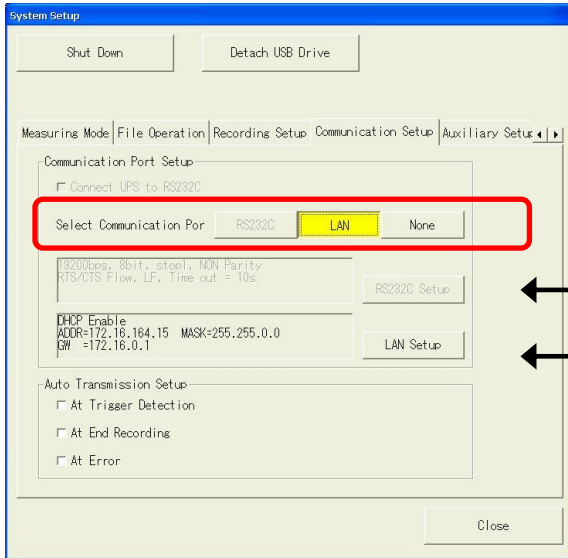 System Setup
Shut Down
Detach USB Drive
Measuring Mode File Operation Recording Setup Communication Setup Auxiliary Setup
Communication Port Setup
Connect UPS to RS232C
Select Communication Por RS232C LAN None
19200bps, 8bit, stop1, NON Parity
RTS/CTS Flow, LF, Time out = 10s
RS232C Setup
DHCP Enable
ADDR=172.16.164.15 MASK=255.255.0.0
GW =172.16.0.1
LAN Setup
Auto Transmission Setup
At Trigger Detection
At End Recording
At Error
Close